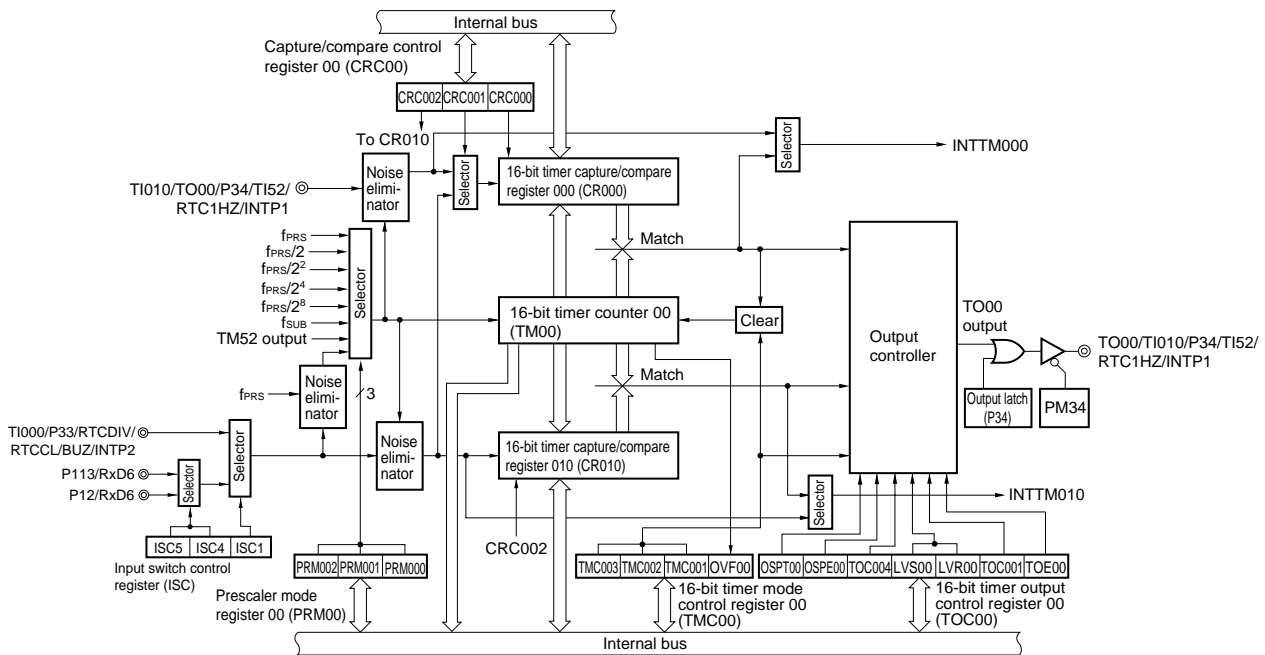 Internal bus
Capture/compare control
register 00 (CRC00)
CRC002 CRC001 CRC000
To CR010
TI010/TO00/P34/TI52/
RTC1HZ/INTP1
Noise
elimi-
nator
Selector
16-bit timer capture/compare
register 000 (CR000)
Selector
INTTM000
Match
fPRS
fPRS/2
fPRS/2²
fPRS/2⁴
fPRS/2⁸
fSUB
TM52 output
Selector
16-bit timer counter 00
(TM00)
Clear
Output
controller
TO00
output
TO00/TI010/P34/TI52/
RTC1HZ/INTP1
Output latch
(P34)
PM34
fPRS
Noise
elimi-
nator
3
Match
TI000/P33/RTCDIV/
RTCCL/BUZ/INTP2
P113/RxD6
P12/RxD6
Selector
Selector
Noise
elimi-
nator
16-bit timer capture/compare
register 010 (CR010)
Selector
INTTM010
CRC002
ISC5 ISC4 ISC1
Input switch control
register (ISC)
PRM002 PRM001 PRM000
Prescaler mode
register 00 (PRM00)
TMC003 TMC002 TMC001 OVF00
16-bit timer mode
control register 00
(TMC00)
OSPT00 OSPE00 TOC004 LVS00 LVR00 TOC001 TOE00
16-bit timer output
control register 00
(TOC00)
Internal bus